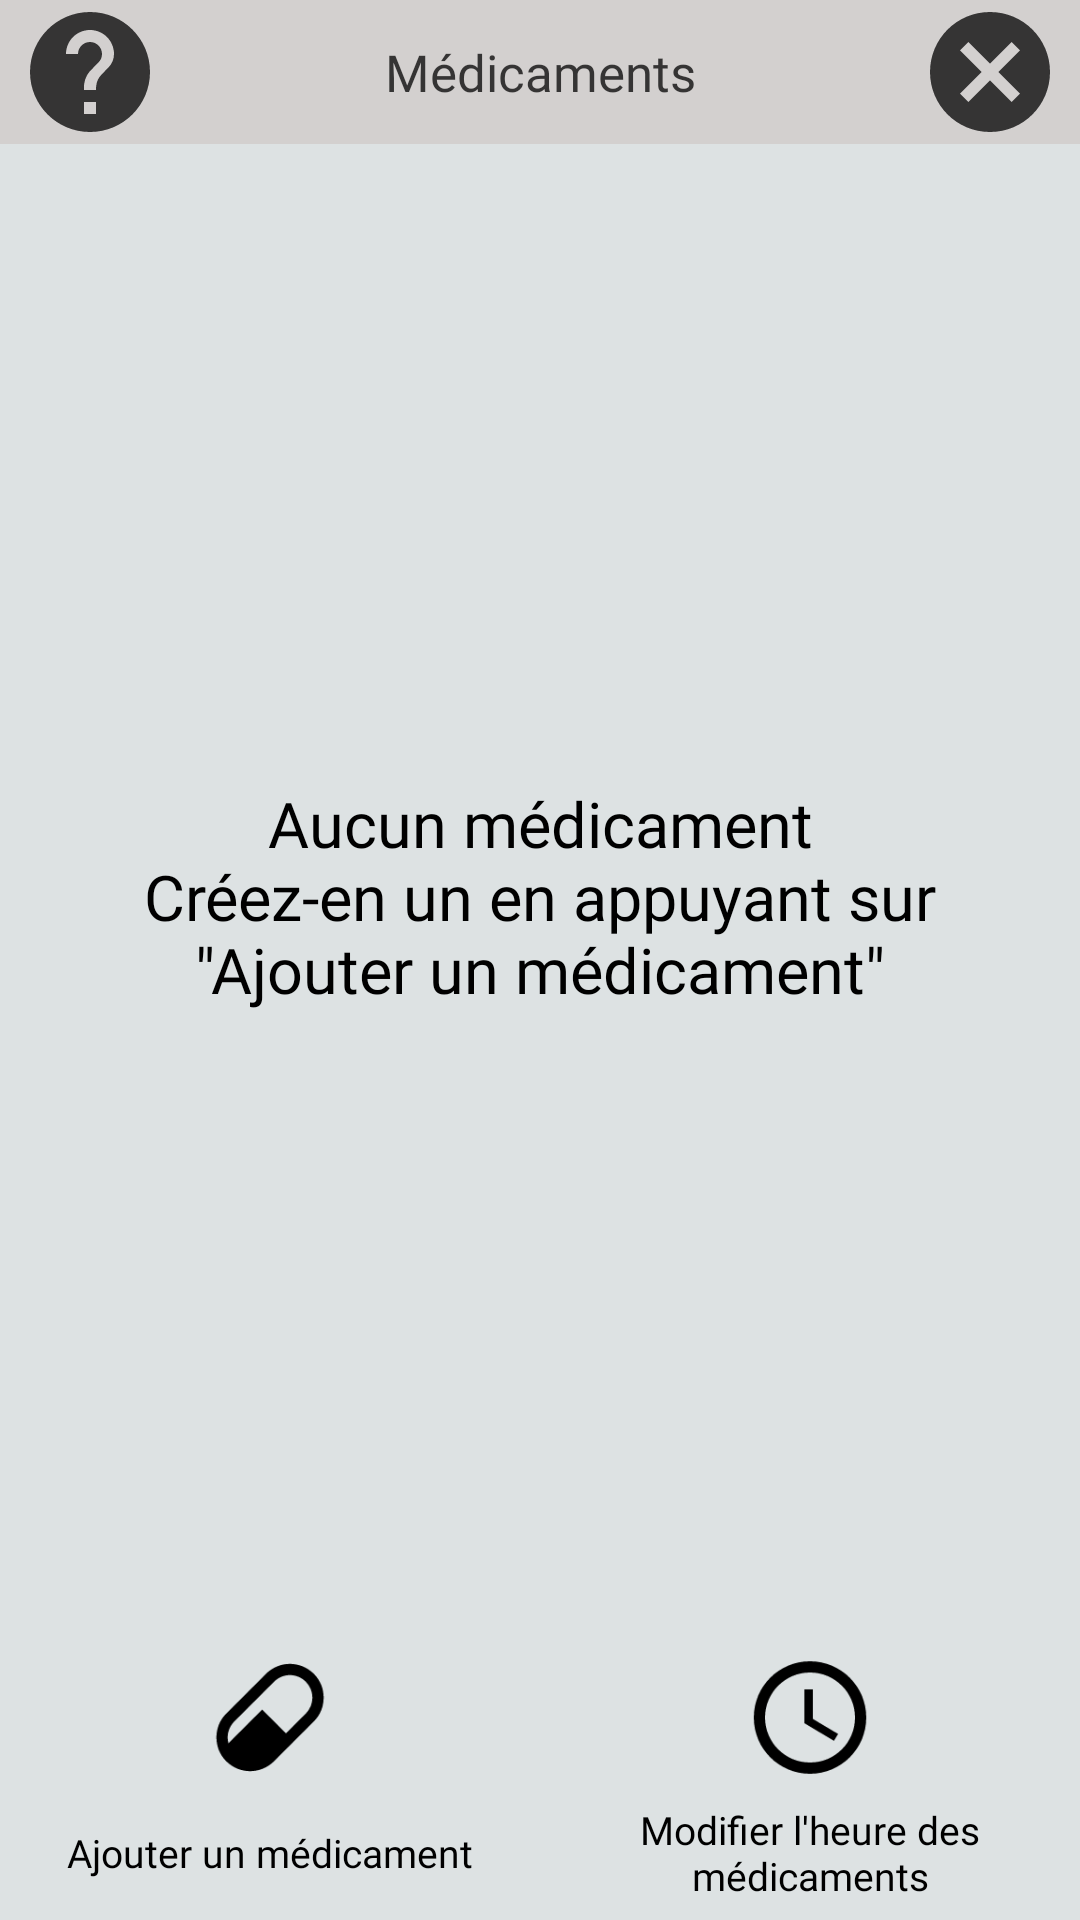 Médicaments
Aucun médicament
Créez-en un en appuyant sur
"Ajouter un médicament"
Ajouter un médicament
Modifier l'heure des
médicaments